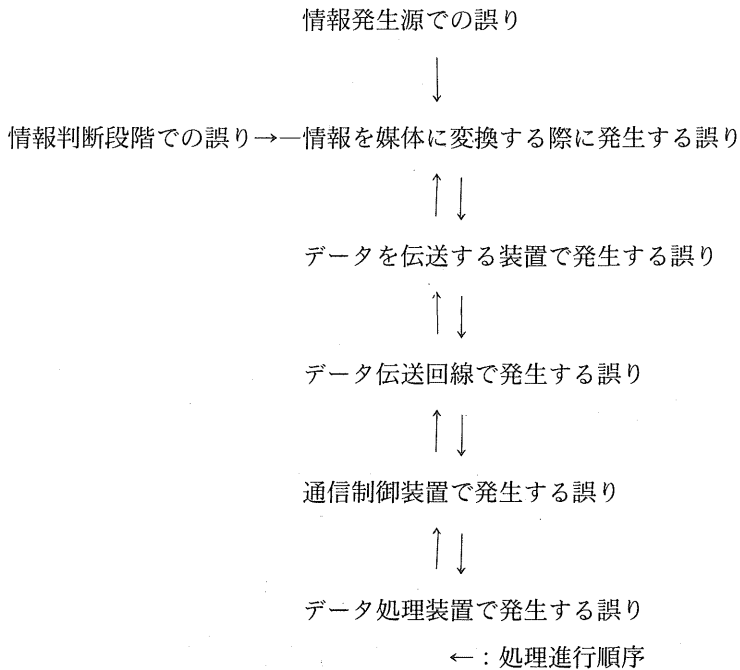 情報発生源での誤り
↓
情報判断段階での誤り→―情報を媒体に変換する際に発生する誤り
↑↓
データを伝送する装置で発生する誤り
↑↓
データ伝送回線で発生する誤り
↑↓
通信制御装置で発生する誤り
↑↓
データ処理装置で発生する誤り
←：処理進行順序